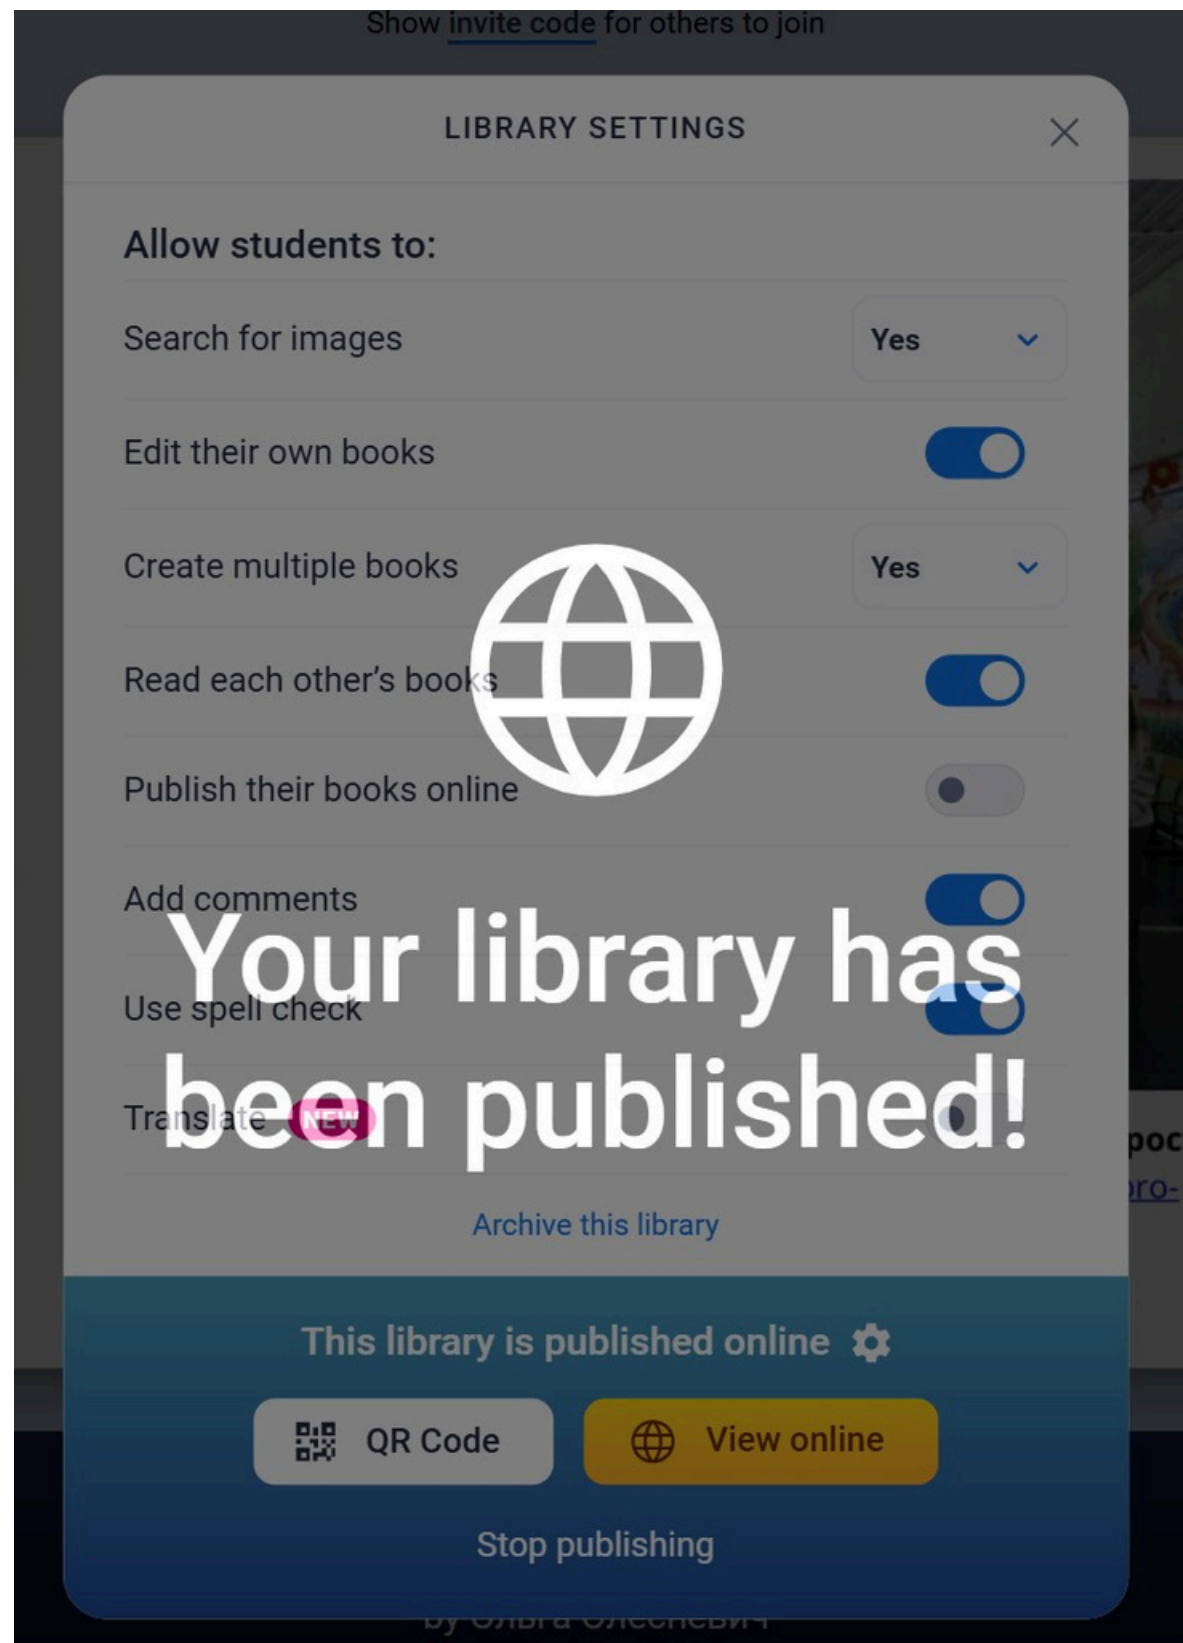 Show invite code for others to join
LIBRARY SETTINGS
Allow students to:
Search for images Yes
Edit their own books
Create multiple books Yes
Read each other's books
Publish their books online
Add comments
Your library has
Use spell check
been published!
Translate NEW
Archive this library
This library is published online
QR Code View online
Stop publishing
by Ольга Олесневич